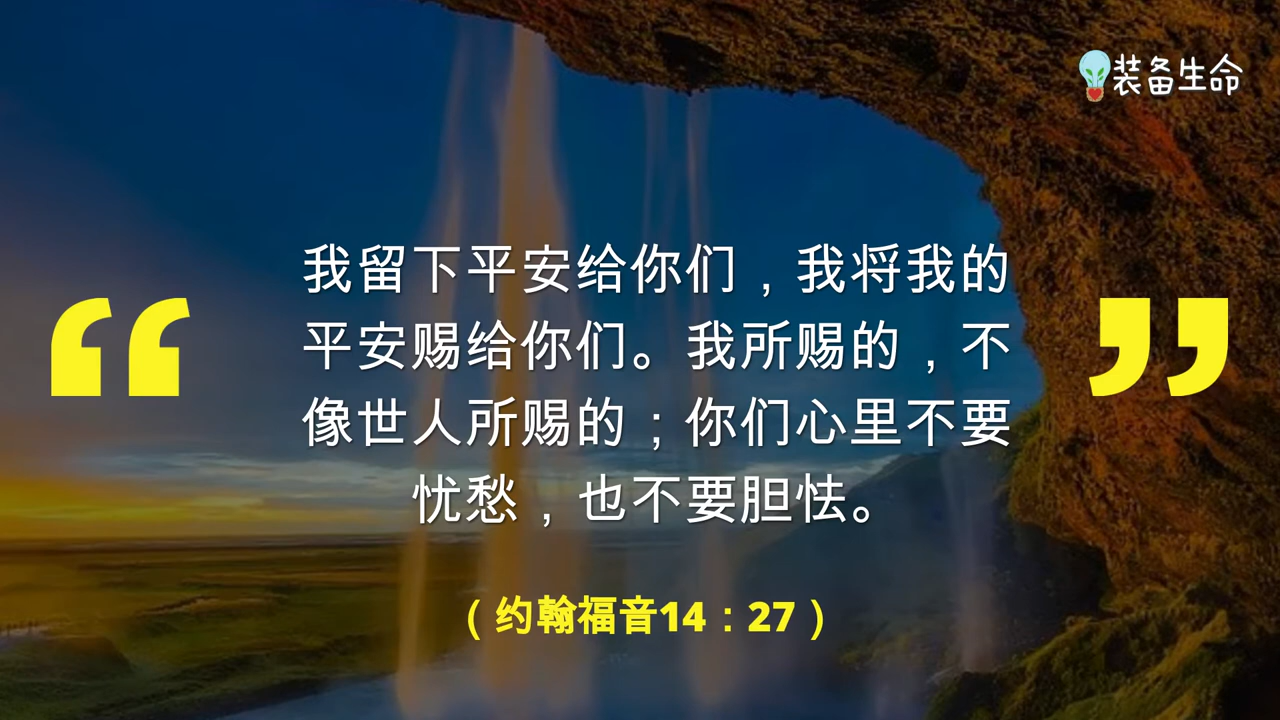 装备生命
“
我留下平安给你们，我将我的
平安赐给你们。我所赐的，不
像世人所赐的；你们心里不要
忧愁，也不要胆怯。
”
（约翰福音14：27）